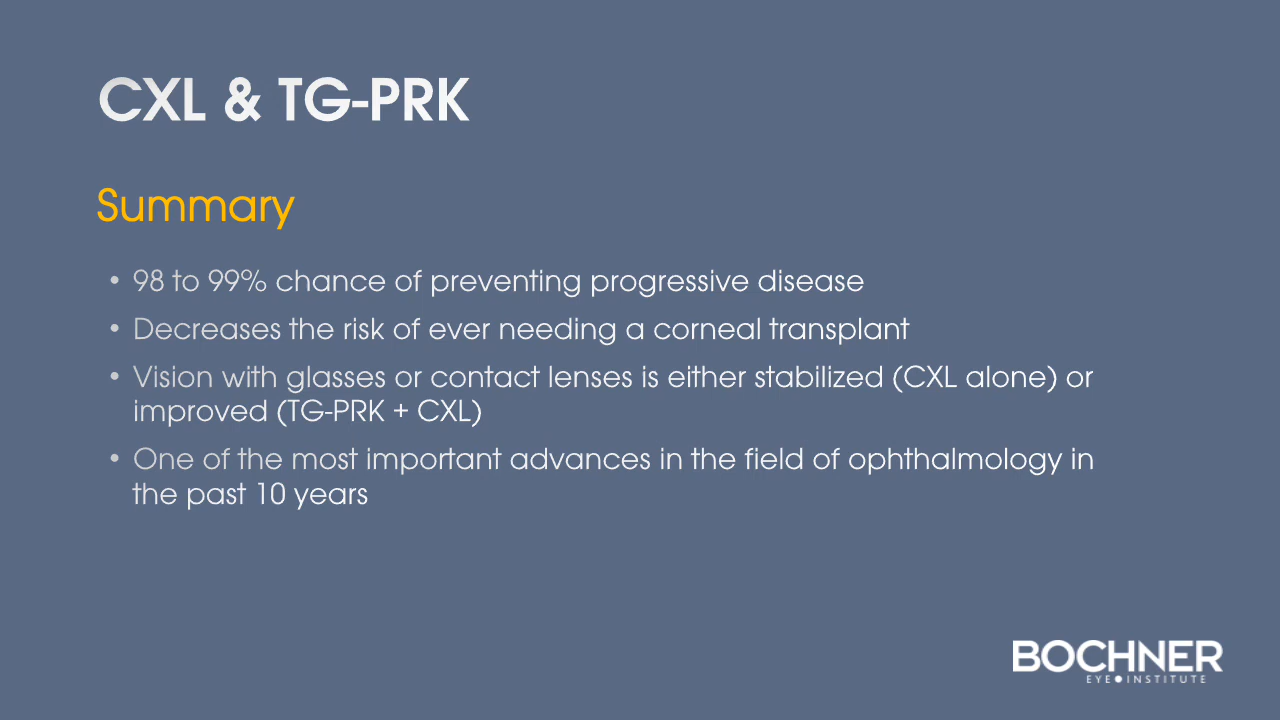 CXL & TG-PRK
Summary
• 98 to 99% chance of preventing progressive disease
• Decreases the risk of ever needing a corneal transplant
• Vision with glasses or contact lenses is either stabilized (CXL alone) or
improved (TG-PRK + CXL)
• One of the most important advances in the field of ophthalmology in
the past 10 years
BOCHNER
EYE•INSTITUTE